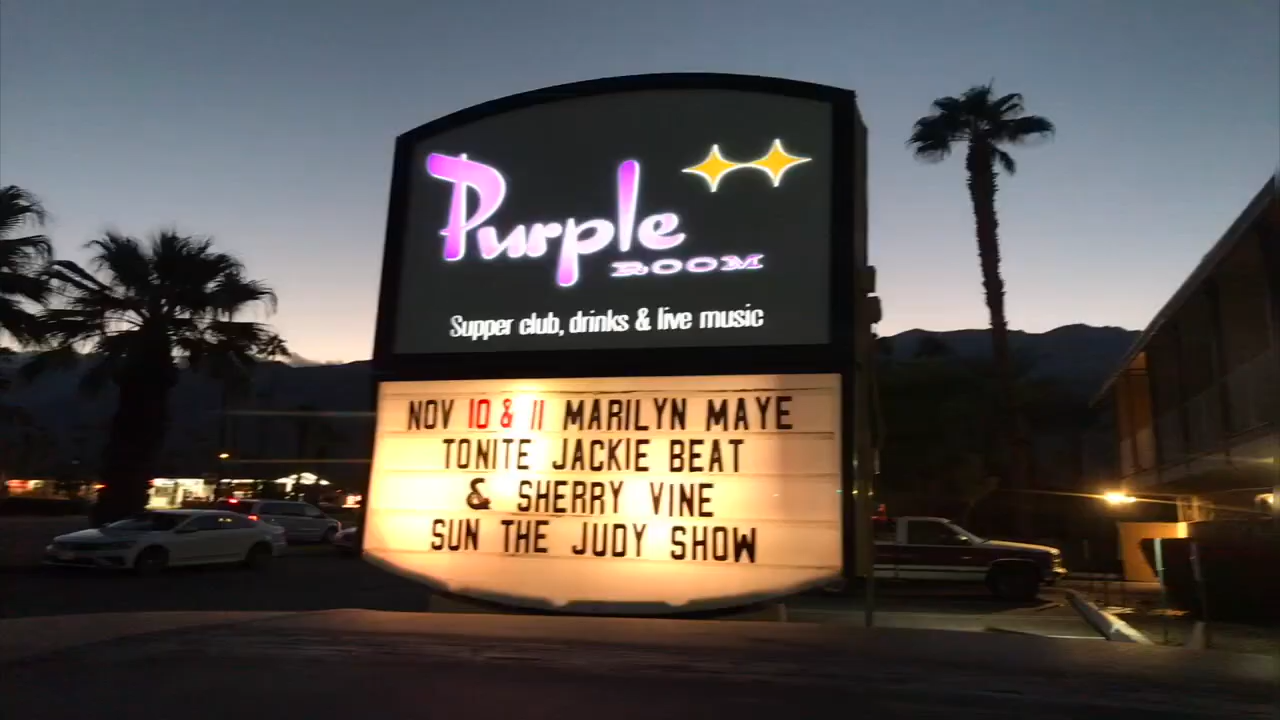 Purple
ROOM
Supper club, drinks & live music
NOV 10 & 11 MARILYN MAYE
TONITE JACKIE BEAT
& SHERRY VINE
SUN THE JUDY SHOW